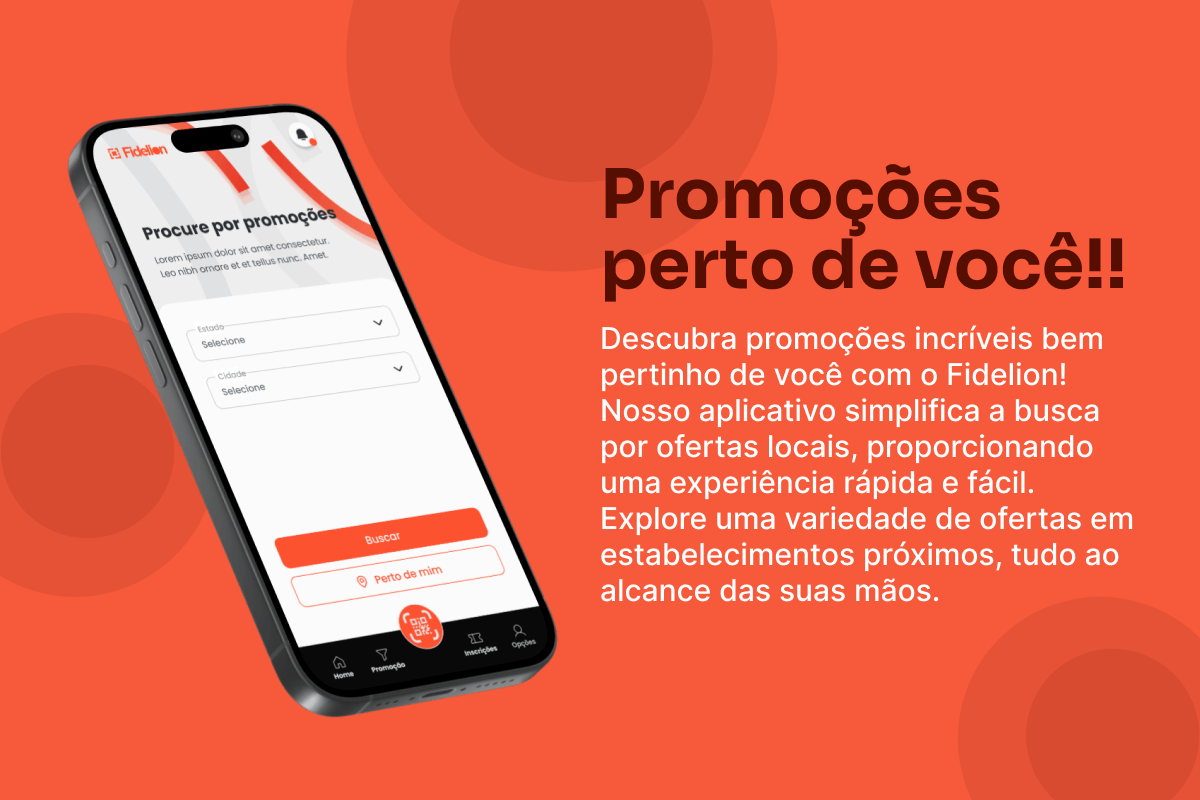 Fidelion
Procure por promoções
Lorem ipsum dolor sit amet consectetur.
Leo nibh ornare et et tellus nunc. Amet.
Estado
Selecione
Cidade
Selecione
Buscar
Perto de mim
Home
Promoção
Inscrições
Opções
Promoções
perto de você!!
Descubra promoções incríveis bem
pertinho de você com o Fidelion!
Nosso aplicativo simplifica a busca
por ofertas locais, proporcionando
uma experiência rápida e fácil.
Explore uma variedade de ofertas em
estabelecimentos próximos, tudo ao
alcance das suas mãos.